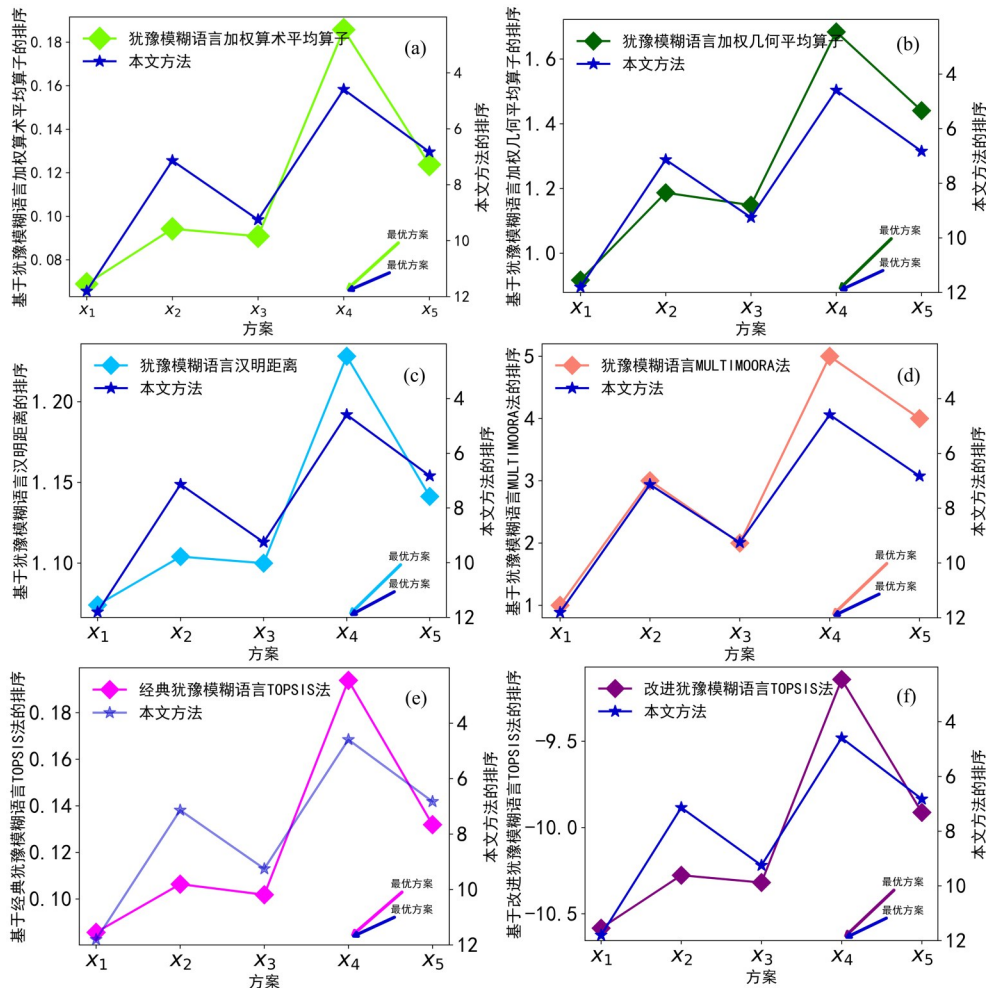 基于犹豫模糊语言加权算术平均算子的排序
0.18
0.16
0.14
0.12
0.10
0.08
犹豫模糊语言加权算术平均算子
本文方法
(a)
4
6
8
10
12
本文方法的排序
最优方案
最优方案
x1 x2 x3 x4 x5
方案
基于犹豫模糊语言加权几何平均算子的排序
1.6
1.4
1.2
1.0
犹豫模糊语言加权几何平均算子
本文方法
(b)
4
6
8
10
12
本文方法的排序
最优方案
最优方案
x1 x2 x3 x4 x5
方案
基于犹豫模糊语言汉明距离的排序
1.20
1.15
1.10
犹豫模糊语言汉明距离
本文方法
(c)
4
6
8
10
12
本文方法的排序
最优方案
最优方案
x1 x2 x3 x4 x5
方案
基于犹豫模糊语言MULTIMOORA法的排序
5
4
3
2
1
犹豫模糊语言MULTIMOORA法
本文方法
(d)
4
6
8
10
12
本文方法的排序
最优方案
最优方案
x1 x2 x3 x4 x5
方案
基于经典犹豫模糊语言TOPSIS法的排序
0.18
0.16
0.14
0.12
0.10
经典犹豫模糊语言TOPSIS法
本文方法
(e)
4
6
8
10
12
本文方法的排序
最优方案
最优方案
x1 x2 x3 x4 x5
方案
基于改进犹豫模糊语言TOPSIS法的排序
−9.5
−10.0
−10.5
改进犹豫模糊语言TOPSIS法
本文方法
(f)
4
6
8
10
12
本文方法的排序
最优方案
最优方案
x1 x2 x3 x4 x5
方案